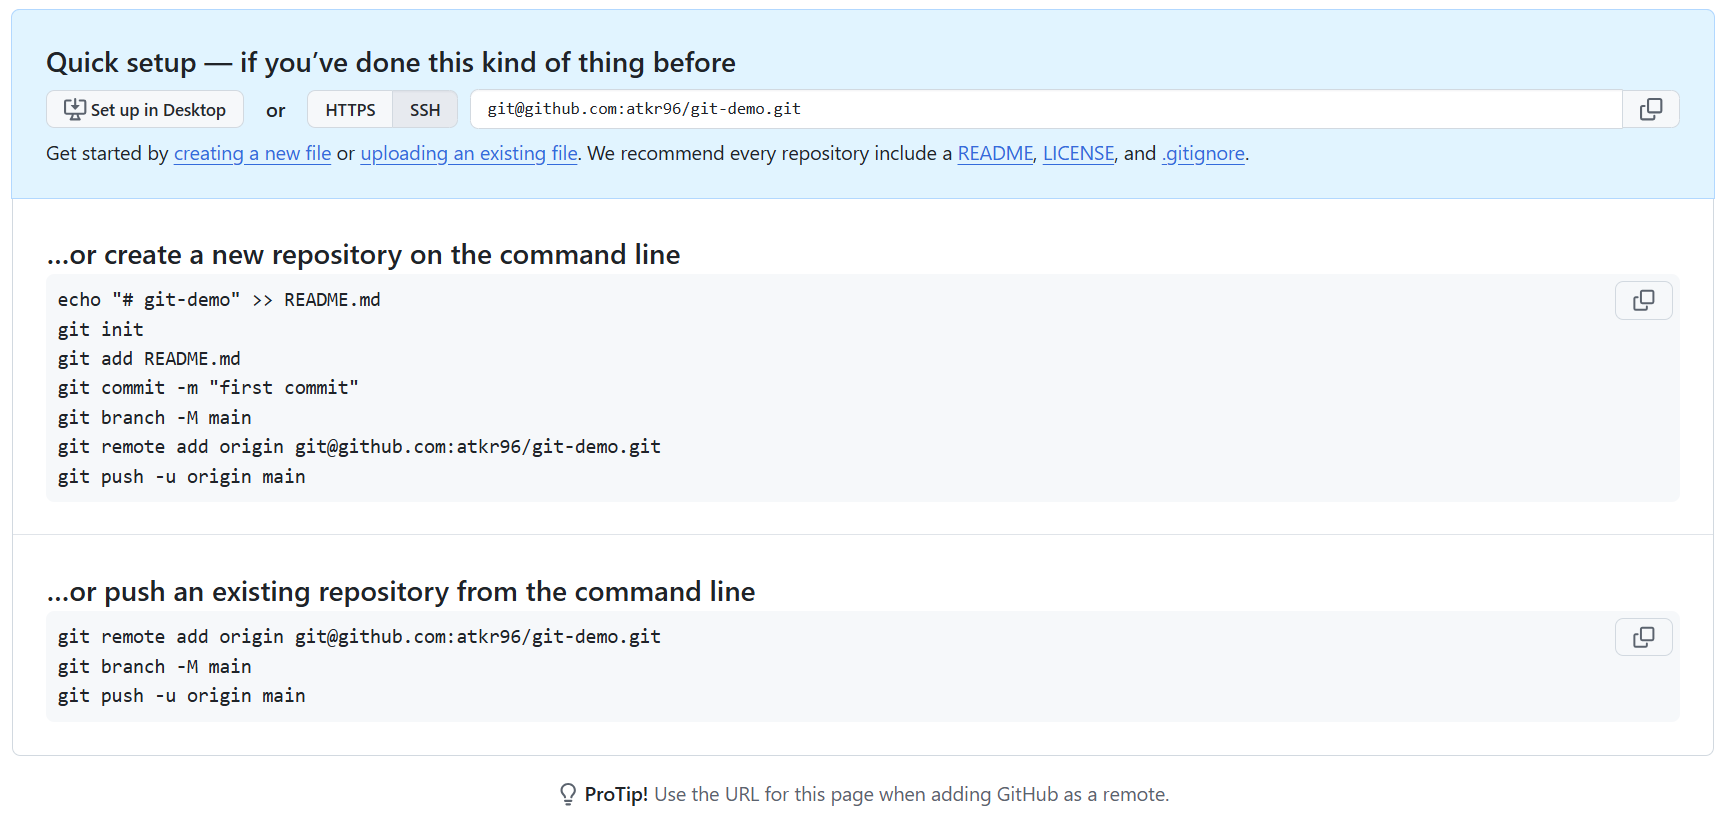 Quick setup — if you’ve done this kind of thing before
Set up in Desktop or HTTPS SSH git@github.com:atkr96/git-demo.git
Get started by creating a new file or uploading an existing file. We recommend every repository include a README, LICENSE, and .gitignore.
…or create a new repository on the command line
echo "# git-demo" >> README.md
git init
git add README.md
git commit -m "first commit"
git branch -M main
git remote add origin git@github.com:atkr96/git-demo.git
git push -u origin main
…or push an existing repository from the command line
git remote add origin git@github.com:atkr96/git-demo.git
git branch -M main
git push -u origin main
ProTip! Use the URL for this page when adding GitHub as a remote.